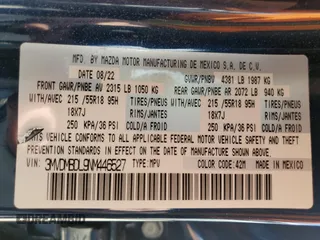 MFD. BY MAZDA MOTOR MANUFACTURING DE MEXICO S.A. DE C.V.
DATE 08/22 GVWR/PNBV 4381 LB 1987 KG
FRONT GAWR/PNBE AV 2315 LB 1050 KG REAR GAWR/PNBE AR 2072 LB 940 KG
WITH/AVEC 215 /55R18 95H TIRES/PNEUS WITH/AVEC 215 /55R18 95H TIRES/PNEUS
18X7J RIMS/JANTES 18X7J RIMS/JANTES
250 KPA/36 PSI COLD/A FROID 250 KPA/36 PSI COLD/A FROID
THIS VEHICLE CONFORMS TO ALL APPLICABLE FEDERAL MOTOR VEHICLE SAFETY, BUMPER, AND THEFT
PREVENTION STANDARDS IN EFFECT ON THE DATE OF MANUFACTURE SHOWN ABOVE.
VIN: 3MVDMBDL9NM446527 TYPE:MPV COLOR CODE:42M MADE IN MEXICO